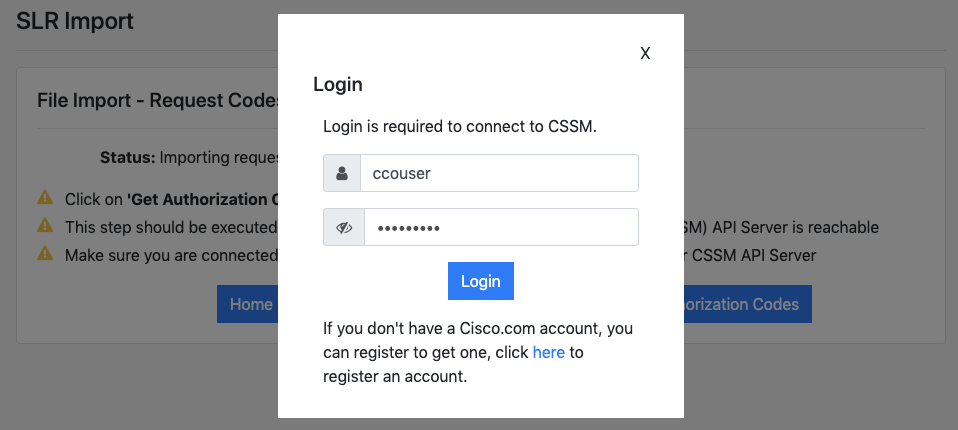 SLR Import
X
Login
File Import - Request Codes
Login is required to connect to CSSM.
Status: Importing reques
ccouser
Click on 'Get Authorization C
This step should be executed
SM) API Server is reachable
•••••••••
Make sure you are connected
r CSSM API Server
Login
Home
orization Codes
If you don't have a Cisco.com account, you
can register to get one, click here to
register an account.